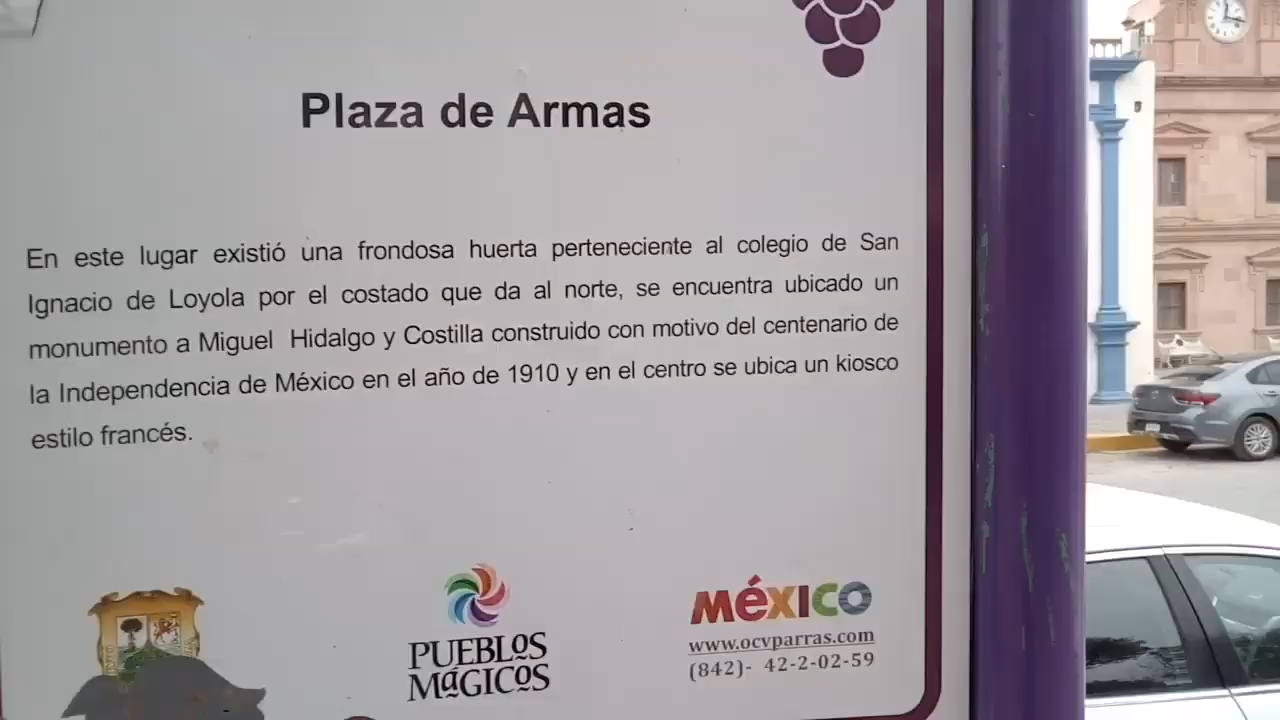 Plaza de Armas
En este lugar existió una frondosa huerta perteneciente al colegio de San
Ignacio de Loyola por el costado que da al norte, se encuentra ubicado un
monumento a Miguel Hidalgo y Costilla construido con motivo del centenario de
la Independencia de México en el año de 1910 y en el centro se ubica un kiosco
estilo francés.
PUEBLOS
MáGICOS
MéXICO
www.ocvparras.com
(842)- 42-2-02-59